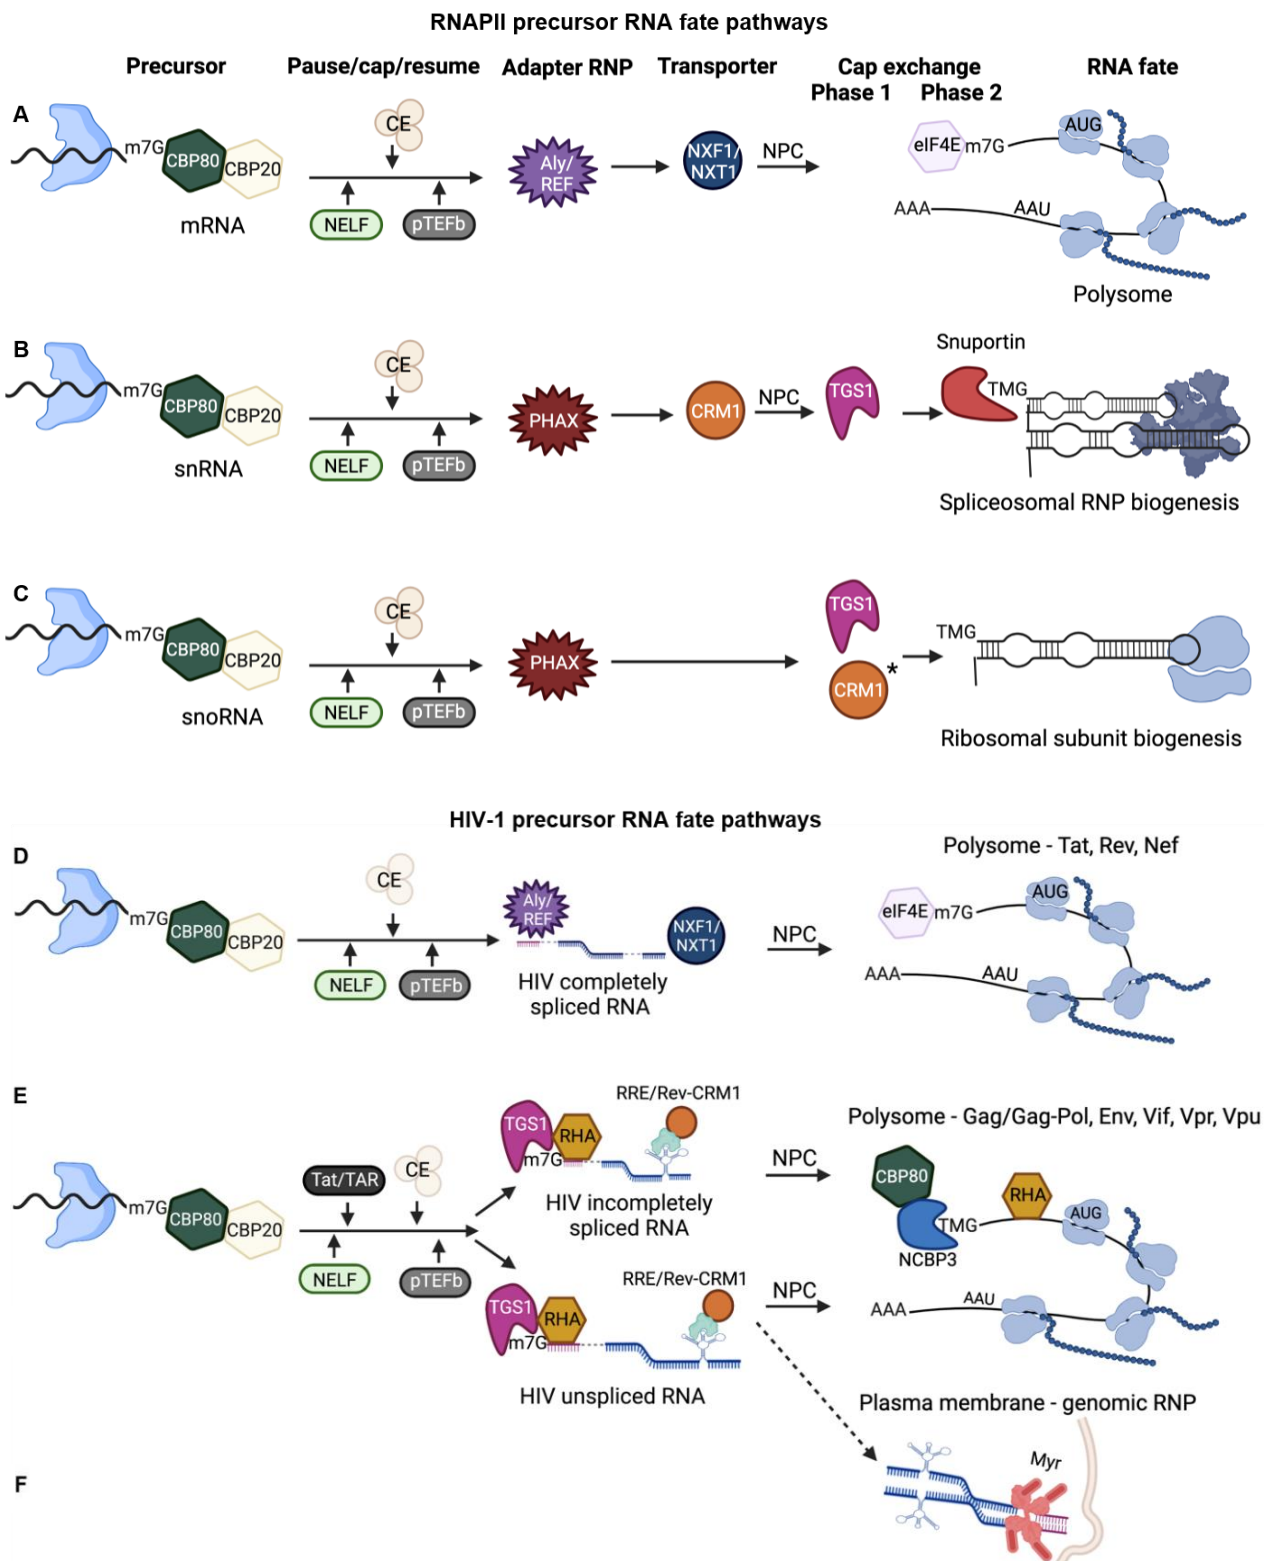 RNAPII precursor RNA fate pathways
Precursor
Pause/cap/resume
Adapter RNP
Transporter
Cap exchange
Phase 1 Phase 2
RNA fate
A
m7G
CBP80
CBP20
mRNA
CE
NELF
pTEFb
Aly/
REF
NXF1/
NXT1
NPC
eIF4E
m7G
AUG
AAA
AAU
Polysome
B
m7G
CBP80
CBP20
snRNA
CE
NELF
pTEFb
PHAX
CRM1
NPC
TGS1
Snuportin
TMG
Spliceosomal RNP biogenesis
C
m7G
CBP80
CBP20
snoRNA
CE
NELF
pTEFb
PHAX
TGS1
CRM1
*
TMG
Ribosomal subunit biogenesis
HIV-1 precursor RNA fate pathways
D
m7G
CBP80
CBP20
CE
NELF
pTEFb
Aly/
REF
NXF1/
NXT1
HIV completely
spliced RNA
NPC
Polysome - Tat, Rev, Nef
eIF4E
m7G
AUG
AAA
AAU
E
m7G
CBP80
CBP20
Tat/TAR
CE
NELF
pTEFb
TGS1
RHA
m7G
RRE/Rev-CRM1
HIV incompletely
spliced RNA
NPC
TGS1
RHA
m7G
RRE/Rev-CRM1
HIV unspliced RNA
NPC
Polysome - Gag/Gag-Pol, Env, Vif, Vpr, Vpu
CBP80
NCBP3
TMG
RHA
AUG
AAA
AAU
Plasma membrane - genomic RNP
F
Myr